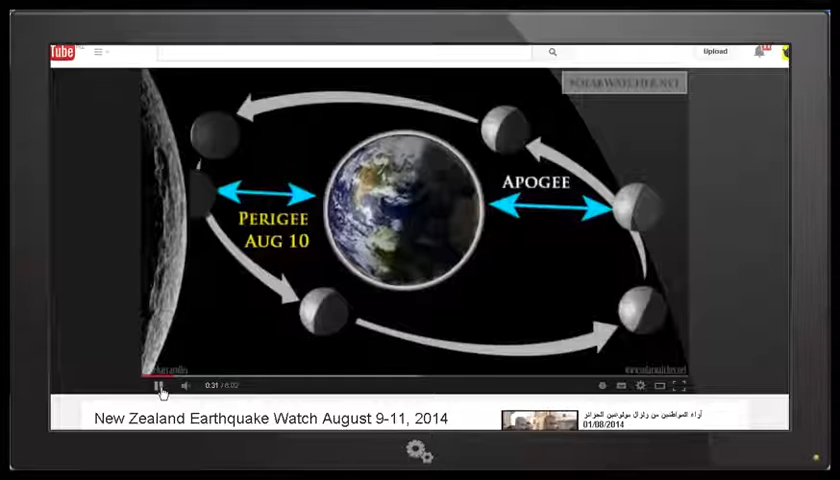 Tube
Upload
SOLARWATCHER.NET
APOGEE
PERIGEE
AUG 10
www.solarwatcher.net
0:31 / 6:02
New Zealand Earthquake Watch August 9-11, 2014
01/08/2014